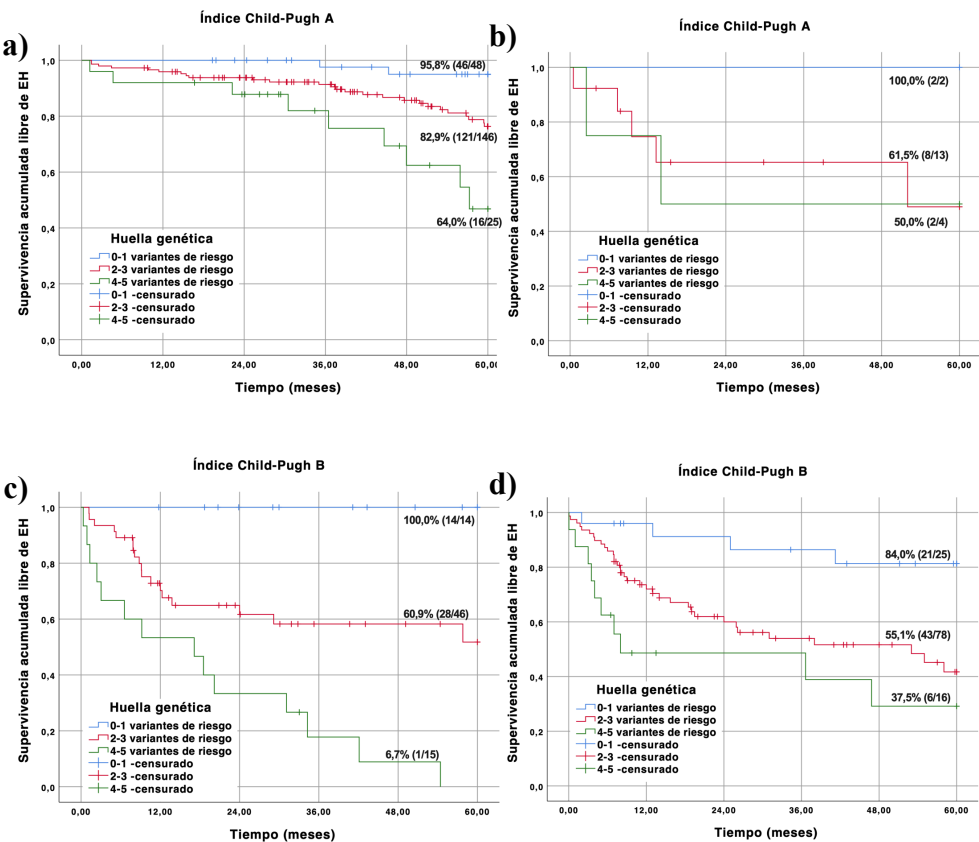 a)
Índice Child-Pugh A
Supervivencia acumulada libre de EH
1,0
0,8
0,6
0,4
0,2
0,0
95,8% (46/48)
82,9% (121/146)
64,0% (16/25)
Huella genética
0-1 variantes de riesgo
2-3 variantes de riesgo
4-5 variantes de riesgo
0-1 -censurado
2-3 -censurado
4-5 -censurado
0,00 12,00 24,00 36,00 48,00 60,00
Tiempo (meses)
b)
Índice Child-Pugh A
Supervivencia acumulada libre de EH
1,0
0,8
0,6
0,4
0,2
0,0
100,0% (2/2)
61,5% (8/13)
50,0% (2/4)
Huella genética
0-1 variantes de riesgo
2-3 variantes de riesgo
4-5 variantes de riesgo
0-1 -censurado
2-3 -censurado
4-5 -censurado
0,00 12,00 24,00 36,00 48,00 60,00
Tiempo (meses)
c)
Índice Child-Pugh B
Supervivencia acumulada libre de EH
1,0
0,8
0,6
0,4
0,2
0,0
100,0% (14/14)
60,9% (28/46)
6,7% (1/15)
Huella genética
0-1 variantes de riesgo
2-3 variantes de riesgo
4-5 variantes de riesgo
0-1 -censurado
2-3 -censurado
4-5 -censurado
0,00 12,00 24,00 36,00 48,00 60,00
Tiempo (meses)
d)
Índice Child-Pugh B
Supervivencia acumulada libre de EH
1,0
0,8
0,6
0,4
0,2
0,0
84,0% (21/25)
55,1% (43/78)
37,5% (6/16)
Huella genética
0-1 variantes de riesgo
2-3 variantes de riesgo
4-5 variantes de riesgo
0-1 -censurado
2-3 -censurado
4-5 -censurado
0,00 12,00 24,00 36,00 48,00 60,00
Tiempo (meses)